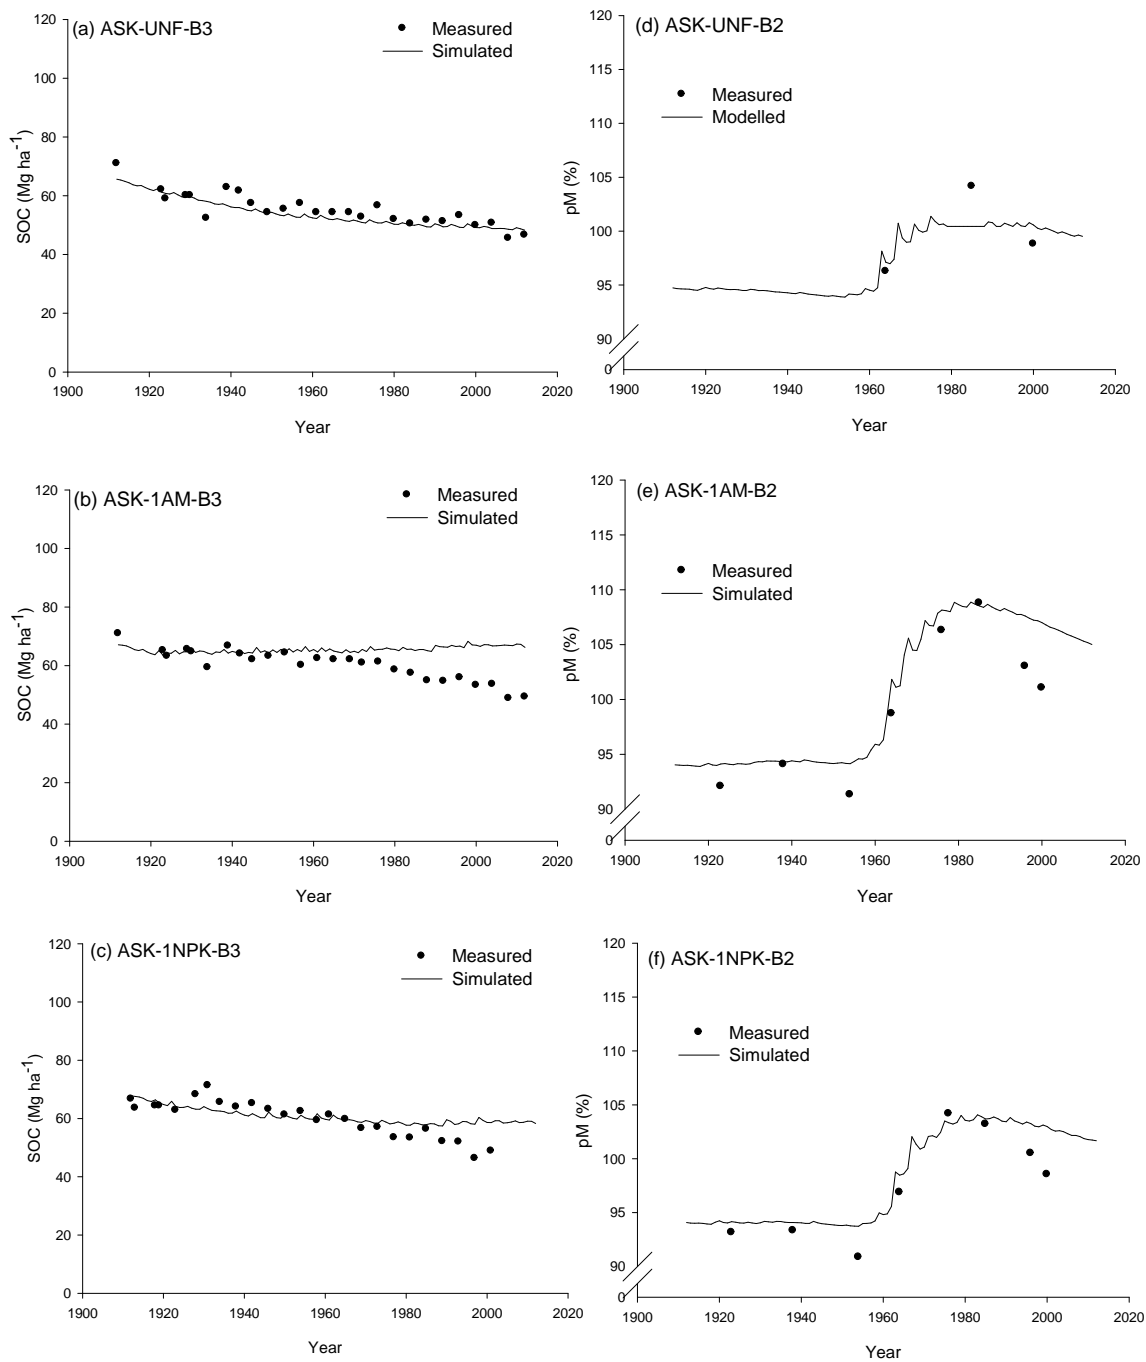 (a) ASK-UNF-B3
Measured
Simulated
120
100
80
60
40
20
0
SOC (Mg ha-1)
1900 1920 1940 1960 1980 2000 2020
Year
(d) ASK-UNF-B2
Measured
Modelled
120
115
110
105
100
95
90
0
pM (%)
1900 1920 1940 1960 1980 2000 2020
Year
(b) ASK-1AM-B3
Measured
Simulated
120
100
80
60
40
20
0
SOC (Mg ha-1)
1900 1920 1940 1960 1980 2000 2020
Year
(e) ASK-1AM-B2
Measured
Simulated
120
115
110
105
100
95
90
0
pM (%)
1900 1920 1940 1960 1980 2000 2020
Year
(c) ASK-1NPK-B3
Measured
Simulated
120
100
80
60
40
20
0
SOC (Mg ha-1)
1900 1920 1940 1960 1980 2000 2020
Year
(f) ASK-1NPK-B2
Measured
Simulated
120
115
110
105
100
95
90
0
pM (%)
1900 1920 1940 1960 1980 2000 2020
Year